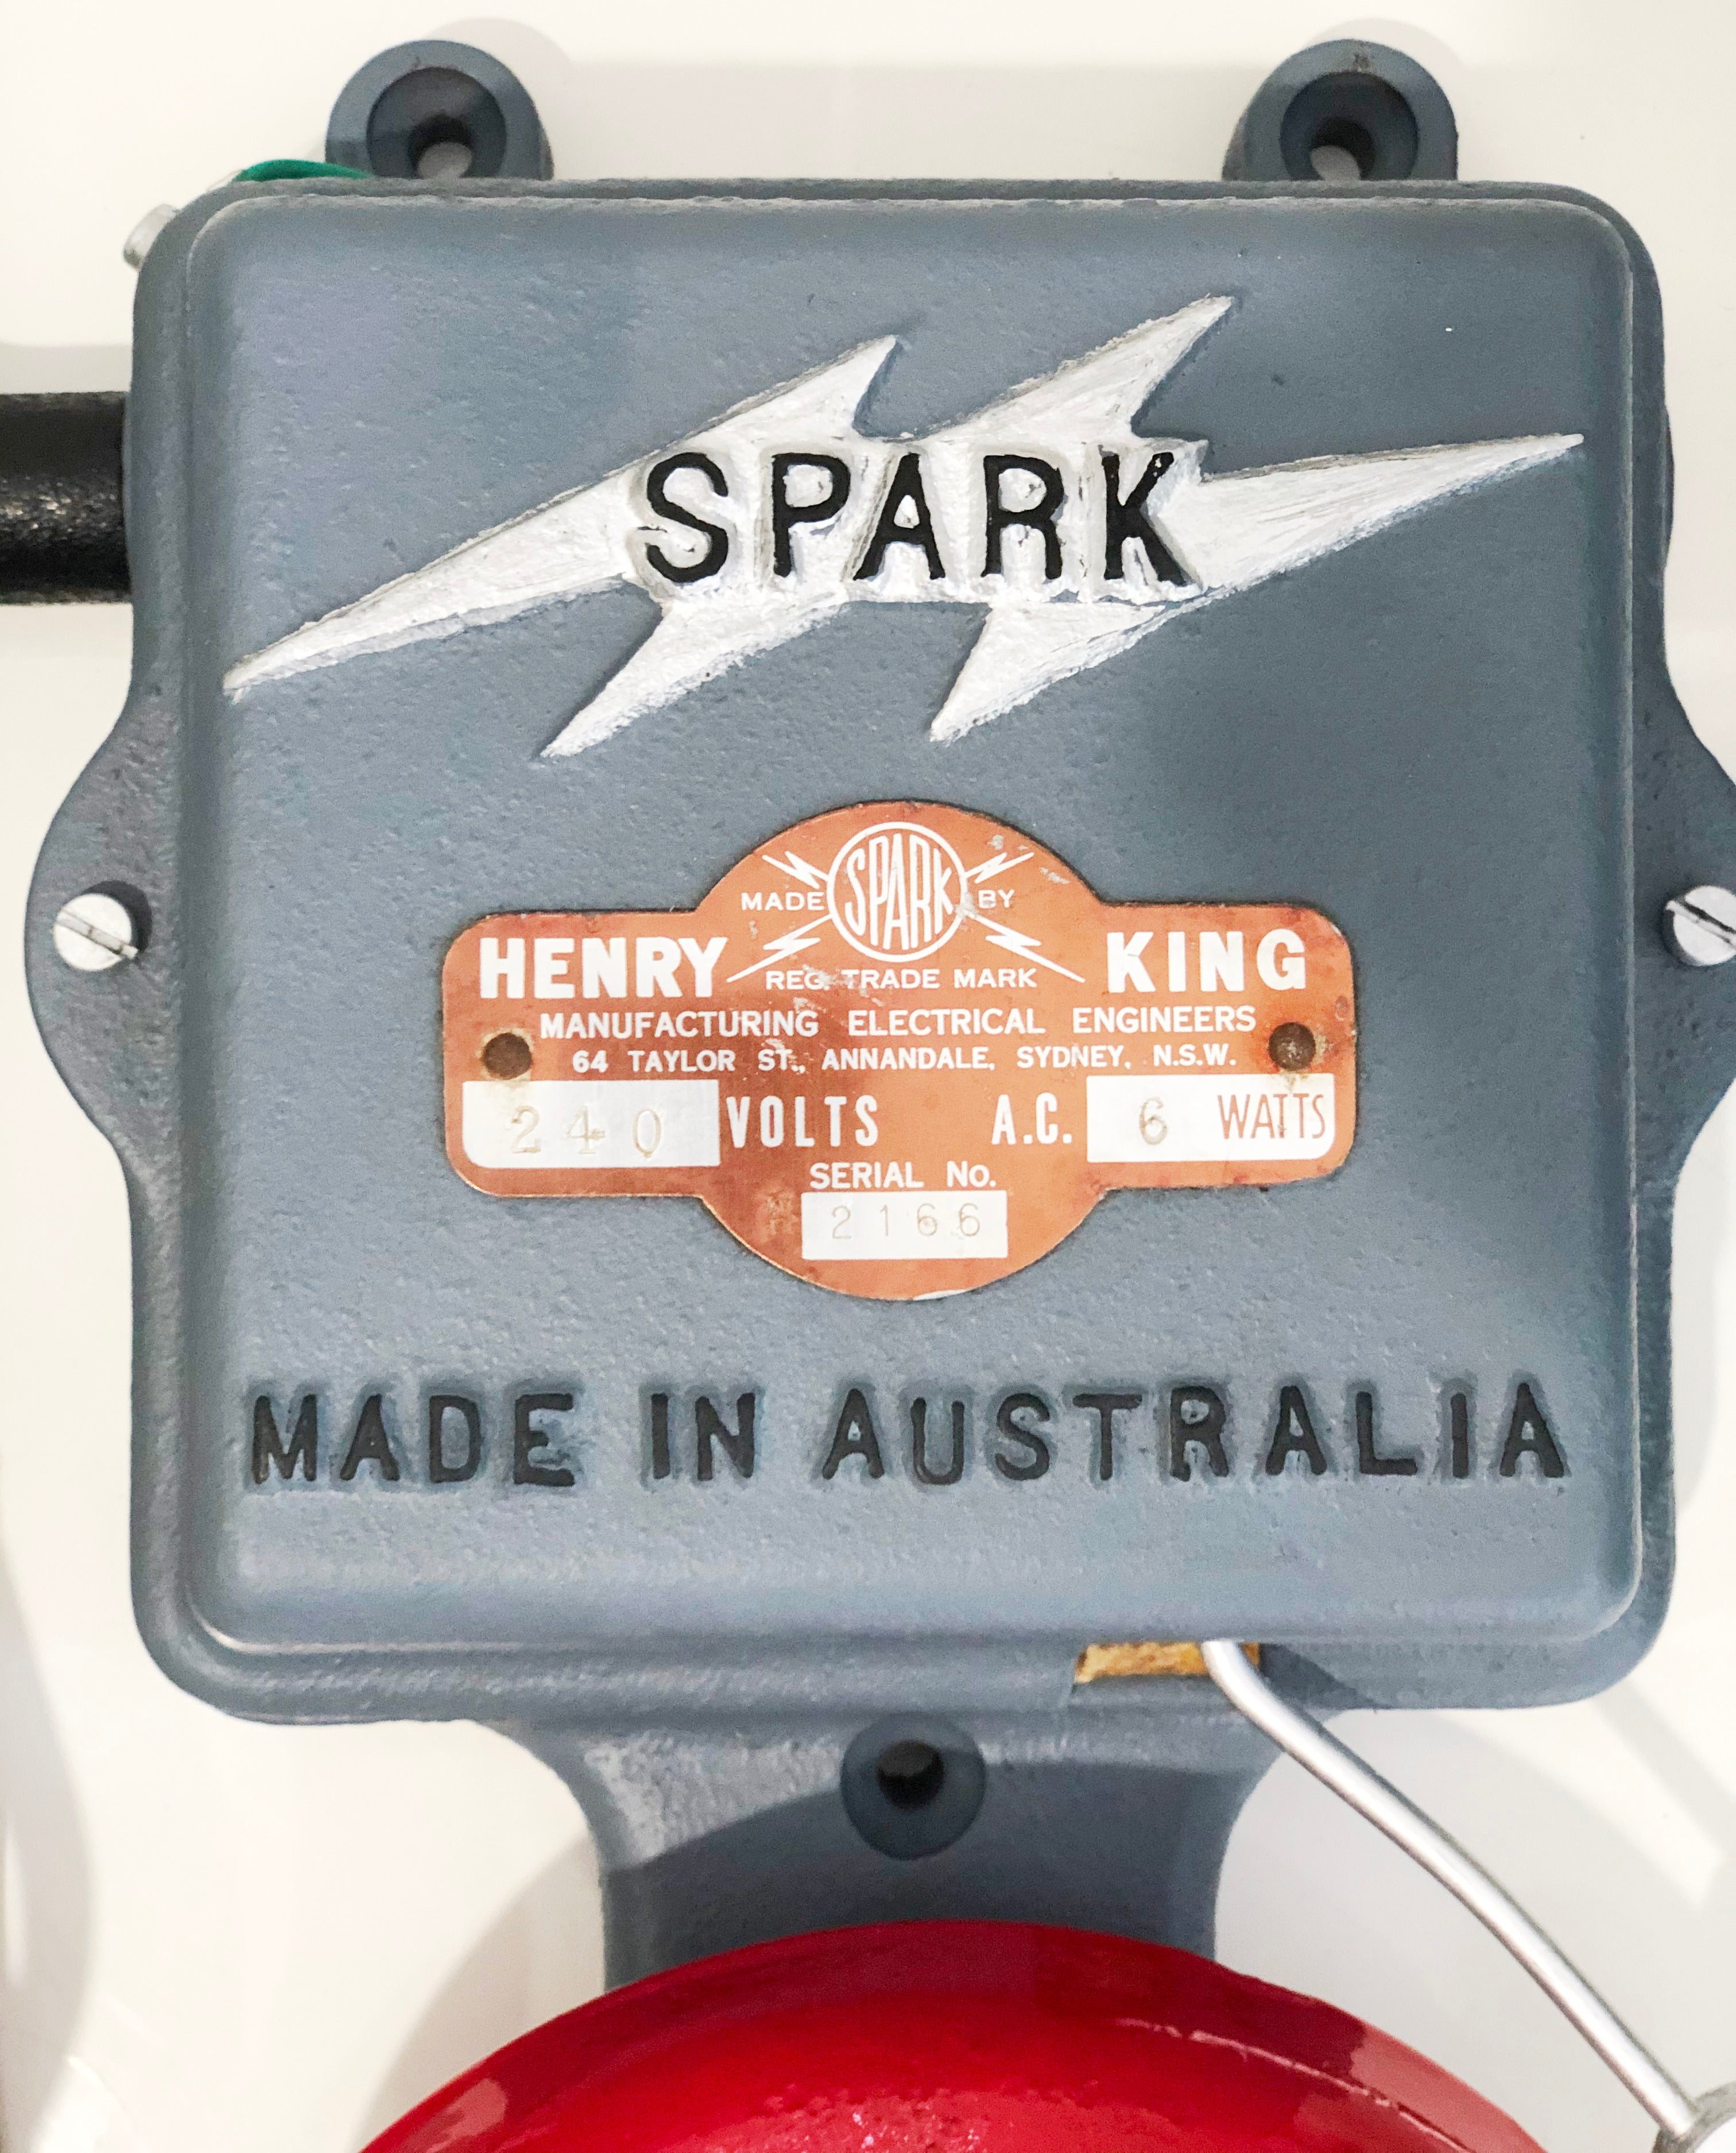 SPARK
SPARK
MADE BY
HENRY KING
REG. TRADE MARK
MANUFACTURING ELECTRICAL ENGINEERS
64 TAYLOR ST., ANNANDALE, SYDNEY, N.S.W.
240 VOLTS A.C. 6 WATTS
SERIAL No.
2166
MADE IN AUSTRALIA